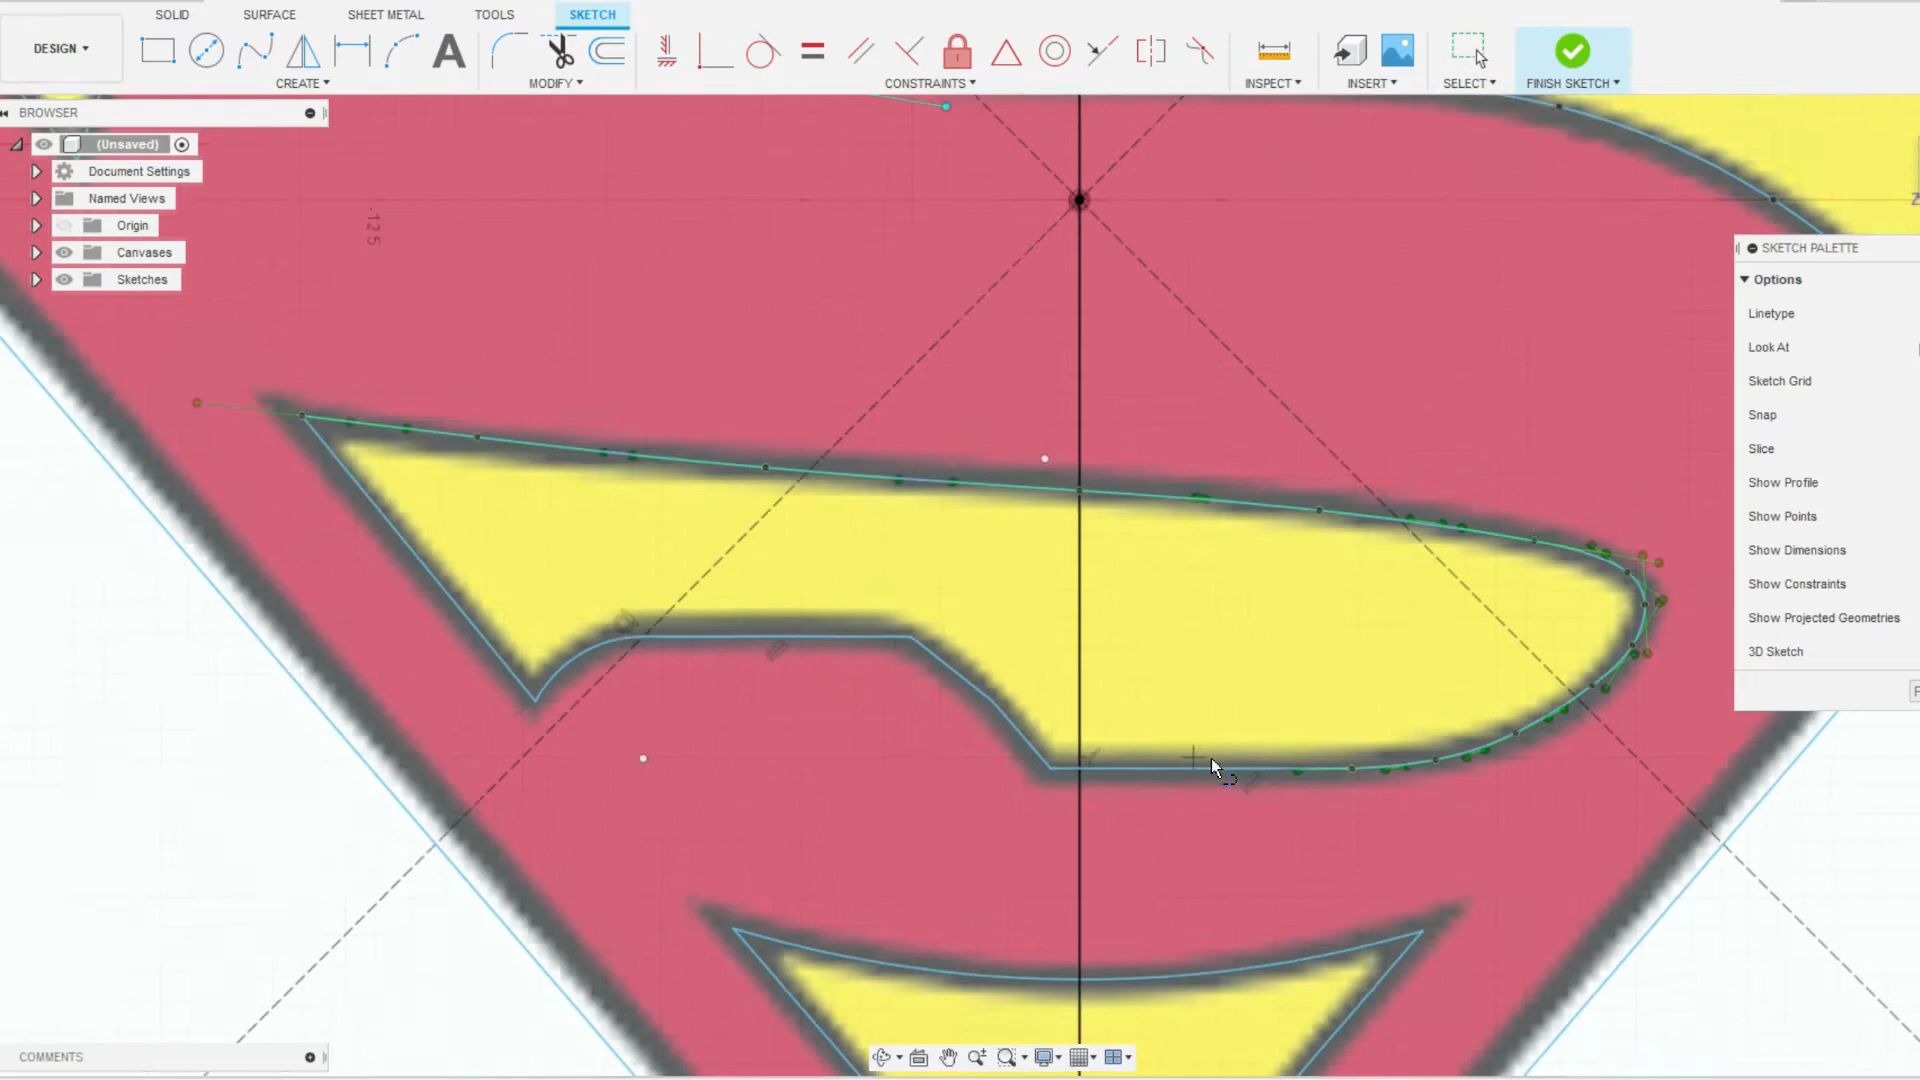 SOLID SURFACE SHEET METAL TOOLS SKETCH
DESIGN
A
CREATE MODIFY CONSTRAINTS INSPECT INSERT SELECT FINISH SKETCH
BROWSER
(Unsaved)
Document Settings
Named Views
Origin
Canvases
Sketches
125
SKETCH PALETTE
Options
Linetype
Look At
Sketch Grid
Snap
Slice
Show Profile
Show Points
Show Dimensions
Show Constraints
Show Projected Geometries
3D Sketch
COMMENTS